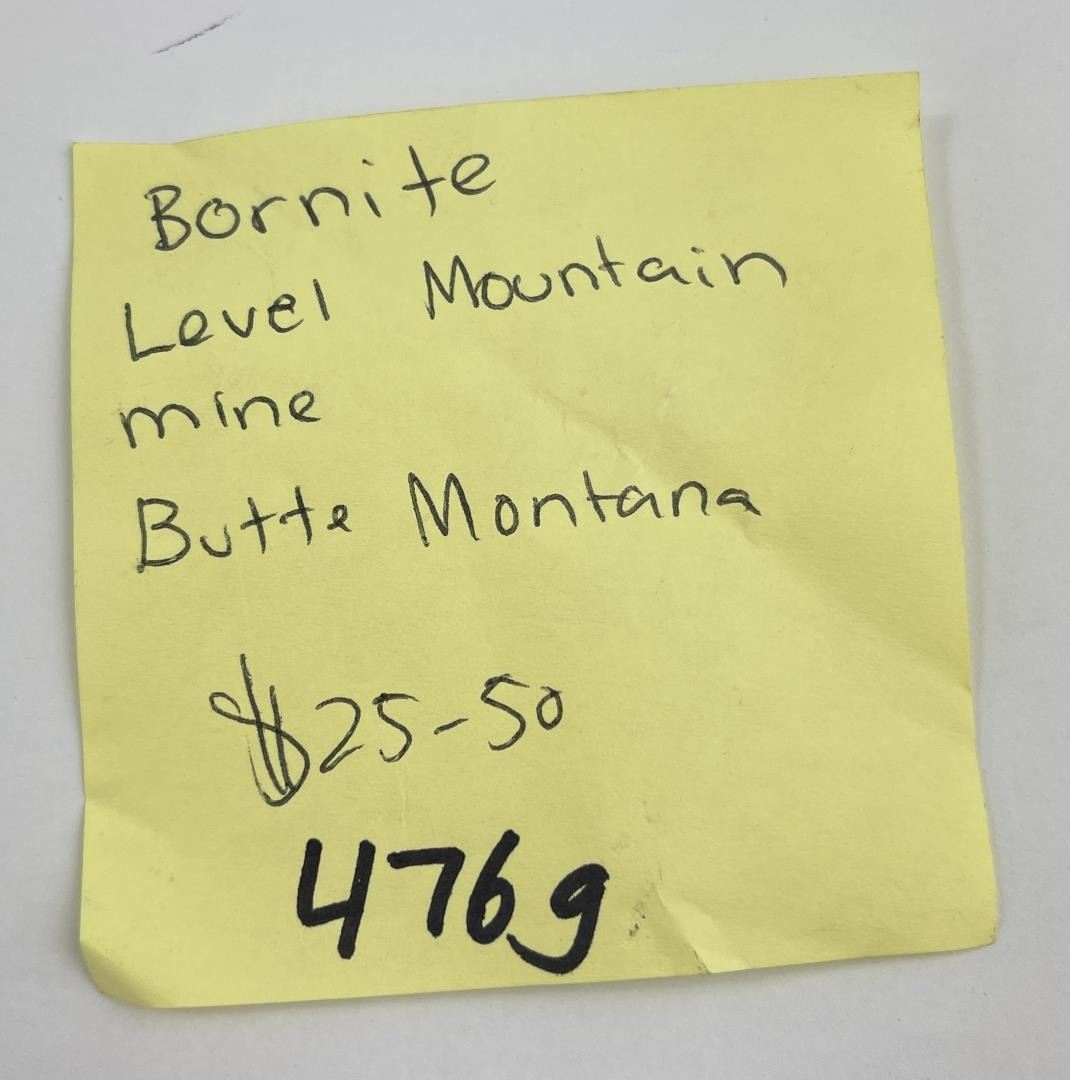 Bornite
Level Mountain
mine
Butte Montana
$25-50
476g